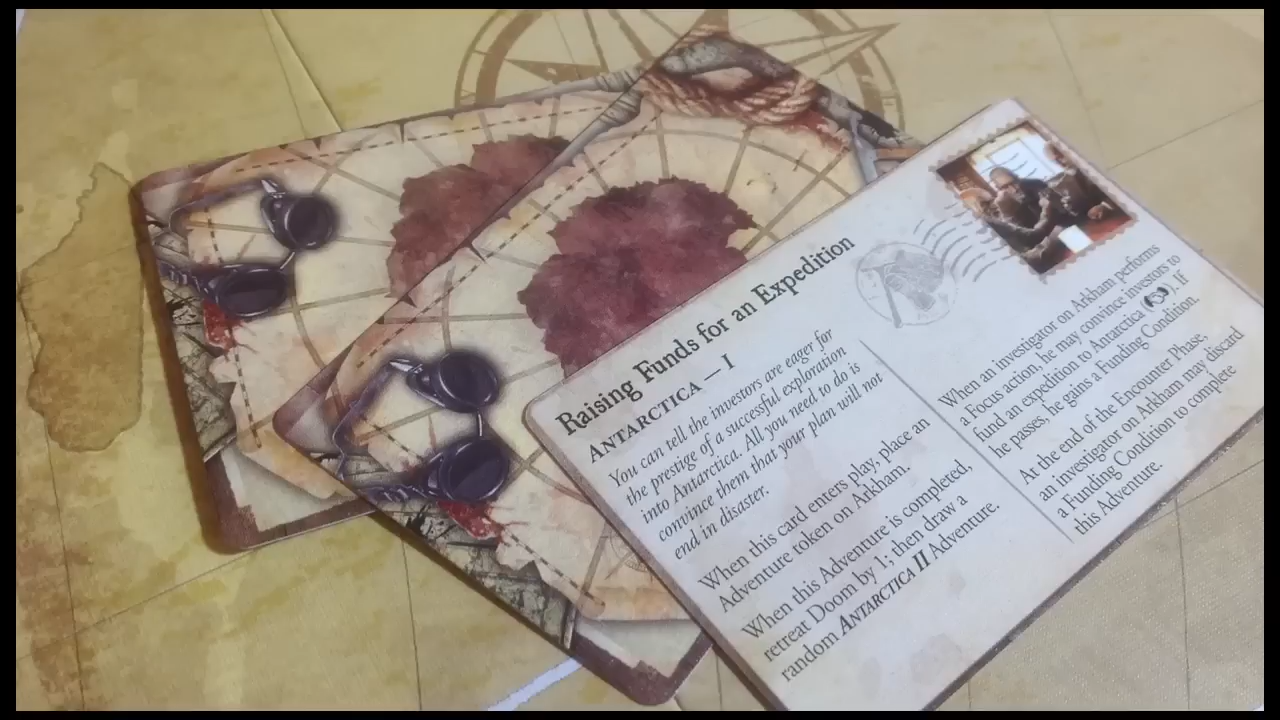 Raising Funds for an Expedition
ANTARCTICA — I
You can tell the investors are eager for
the prestige of a successful exploration
into Antarctica. All you need to do is
convince them that your plan will not
end in disaster.
When this card enters play, place an
Adventure token on Arkham.
When this Adventure is completed,
retreat Doom by 1; then draw a
random ANTARCTICA II Adventure.
When an investigator on Arkham performs
a Focus action, he may convince investors to
fund an expedition to Antarctica (). If
he passes, he gains a Funding Condition.
At the end of the Encounter Phase,
an investigator on Arkham may discard
a Funding Condition to complete
this Adventure.